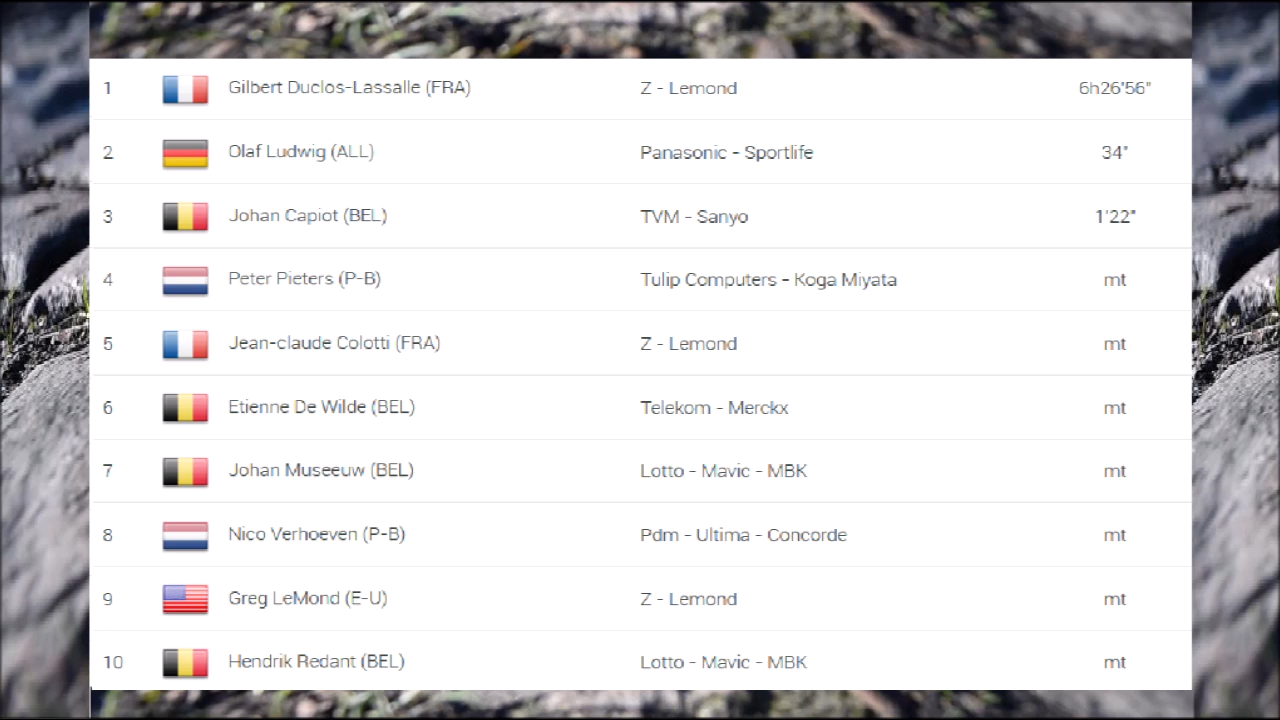 1 Gilbert Duclos-Lassalle (FRA) Z - Lemond 6h26'56"
2 Olaf Ludwig (ALL) Panasonic - Sportlife 34"
3 Johan Capiot (BEL) TVM - Sanyo 1'22"
4 Peter Pieters (P-B) Tulip Computers - Koga Miyata mt
5 Jean-claude Colotti (FRA) Z - Lemond mt
6 Etienne De Wilde (BEL) Telekom - Merckx mt
7 Johan Museeuw (BEL) Lotto - Mavic - MBK mt
8 Nico Verhoeven (P-B) Pdm - Ultima - Concorde mt
9 Greg LeMond (E-U) Z - Lemond mt
10 Hendrik Redant (BEL) Lotto - Mavic - MBK mt